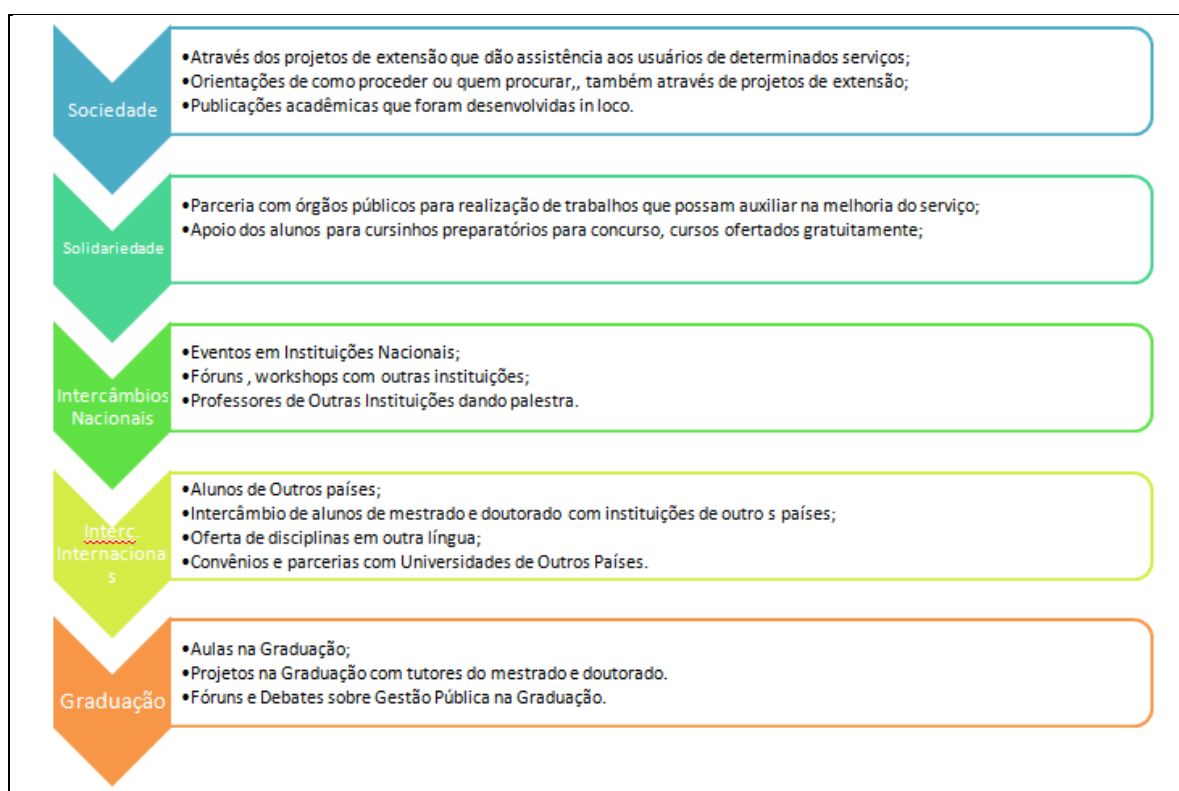 Sociedade
•Através dos projetos de extensão que dão assistência aos usuários de determinados serviços;
•Orientações de como proceder ou quem procurar,, também através de projetos de extensão;
•Publicações acadêmicas que foram desenvolvidas in loco.
Solidariedade
•Parceria com órgãos públicos para realização de trabalhos que possam auxiliar na melhoria do serviço;
•Apoio dos alunos para cursinhos preparatórios para concurso, cursos ofertados gratuitamente;
Intercâmbios
Nacionais
•Eventos em Instituições Nacionais;
•Fóruns , workshops com outras instituições;
•Professores de Outras Instituições dando palestra.
Interc.
Internaciona
s
•Alunos de Outros países;
•Intercâmbio de alunos de mestrado e doutorado com instituições de outro s países;
•Oferta de disciplinas em outra língua;
•Convênios e parcerias com Universidades de Outros Países.
Graduação
•Aulas na Graduação;
•Projetos na Graduação com tutores do mestrado e doutorado.
•Fóruns e Debates sobre Gestão Pública na Graduação.